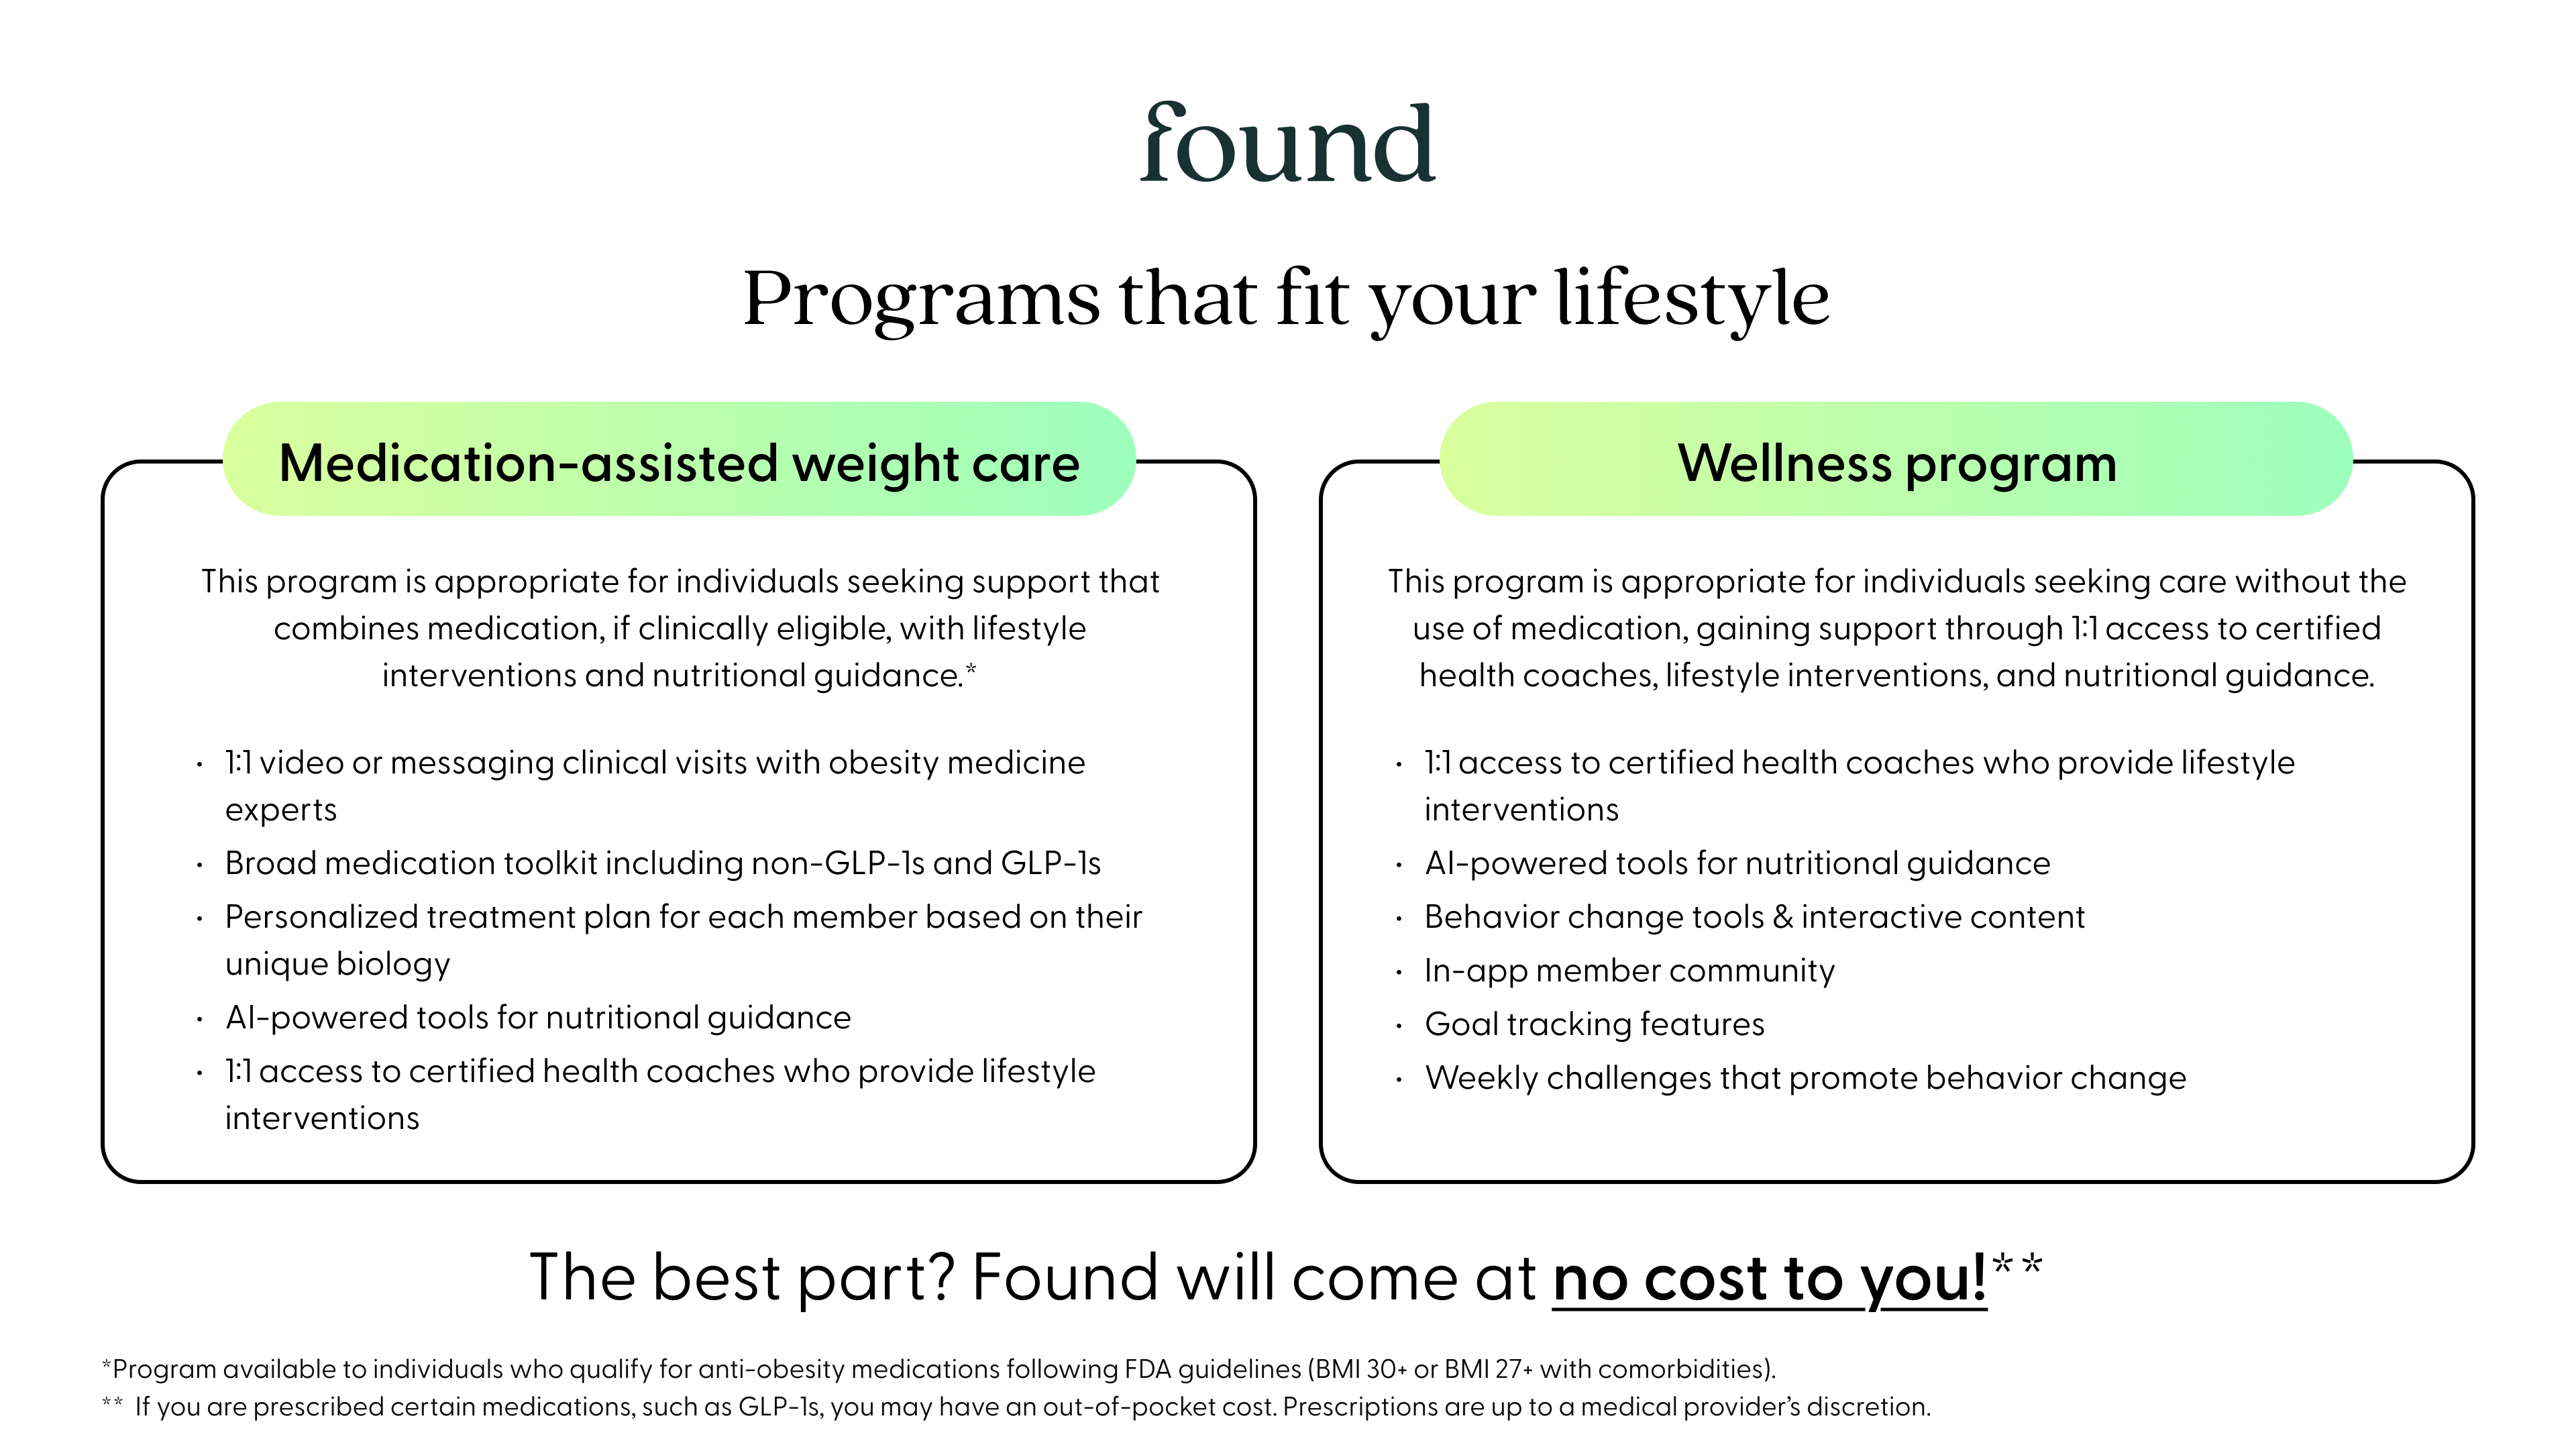 found
Programs that fit your lifestyle
Medication-assisted weight care
This program is appropriate for individuals seeking support that
combines medication, if clinically eligible, with lifestyle
interventions and nutritional guidance.*
· 1:1 video or messaging clinical visits with obesity medicine
experts
· Broad medication toolkit including non-GLP-1s and GLP-1s
· Personalized treatment plan for each member based on their
unique biology
· AI-powered tools for nutritional guidance
· 1:1 access to certified health coaches who provide lifestyle
interventions
Wellness program
This program is appropriate for individuals seeking care without the
use of medication, gaining support through 1:1 access to certified
health coaches, lifestyle interventions, and nutritional guidance.
· 1:1 access to certified health coaches who provide lifestyle
interventions
· AI-powered tools for nutritional guidance
· Behavior change tools & interactive content
· In-app member community
· Goal tracking features
· Weekly challenges that promote behavior change
The best part? Found will come at no cost to you!**
*Program available to individuals who qualify for anti-obesity medications following FDA guidelines (BMI 30+ or BMI 27+ with comorbidities).
** If you are prescribed certain medications, such as GLP-1s, you may have an out-of-pocket cost. Prescriptions are up to a medical provider’s discretion.